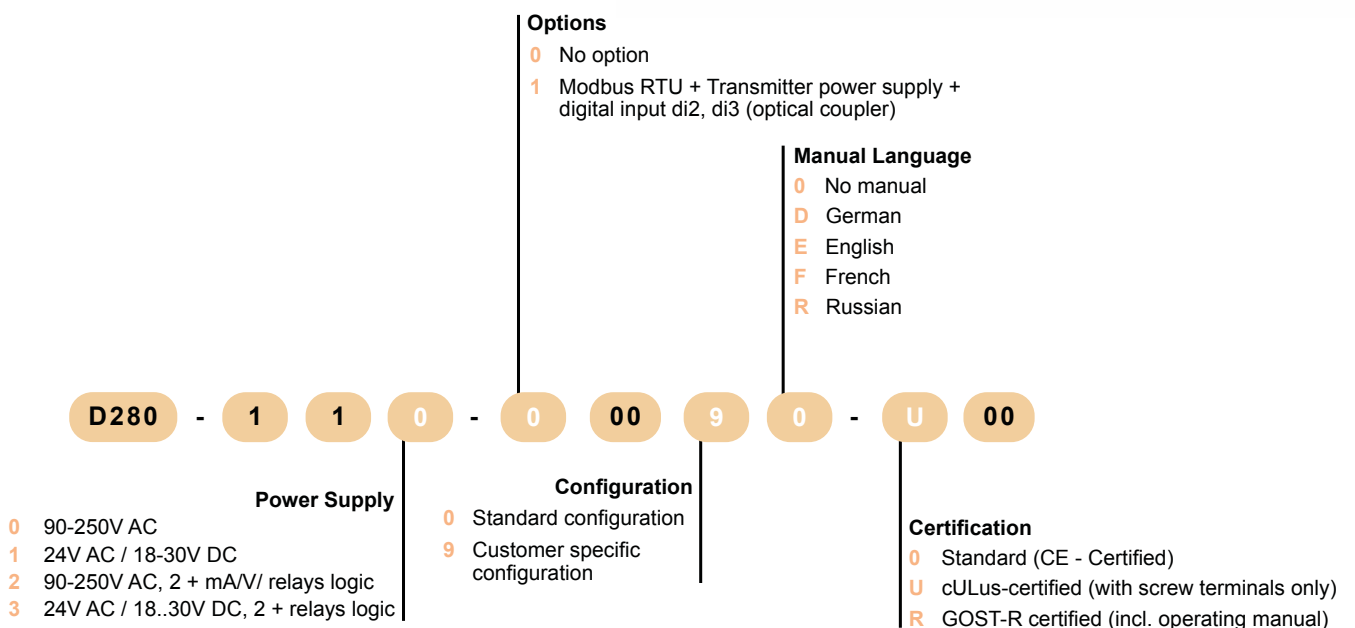 Options
0 No option
1 Modbus RTU + Transmitter power supply +
digital input di2, di3 (optical coupler)
Manual Language
0 No manual
D German
E English
F French
R Russian
D280 - 1 1 0 - 0 00 9 0 - U 00
Power Supply
0 90-250V AC
1 24V AC / 18-30V DC
2 90-250V AC, 2 + mA/V/ relays logic
3 24V AC / 18..30V DC, 2 + relays logic
Configuration
0 Standard configuration
9 Customer specific
configuration
Certification
0 Standard (CE - Certified)
U cULus-certified (with screw terminals only)
R GOST-R certified (incl. operating manual)